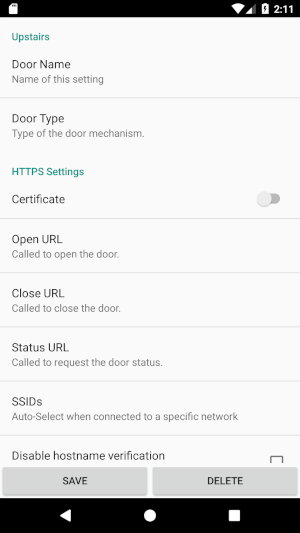 2:11
Upstairs
Door Name
Name of this setting
Door Type
Type of the door mechanism.
HTTPS Settings
Certificate
Open URL
Called to open the door.
Close URL
Called to close the door.
Status URL
Called to request the door status.
SSIDs
Auto-Select when connected to a specific network
Disable hostname verification
SAVE
DELETE